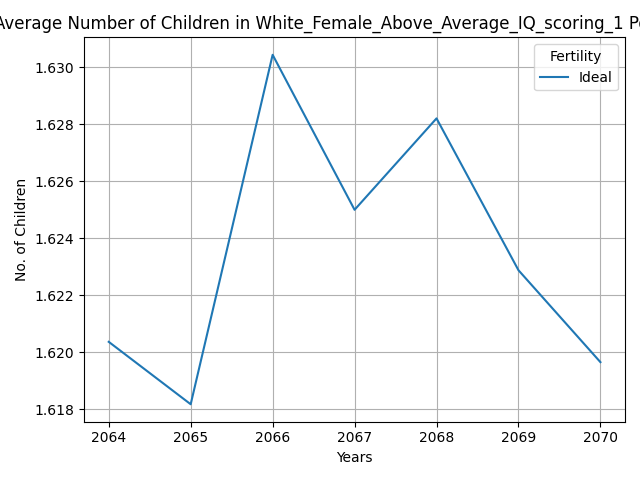 Average Number of Children in White_Female_Above_Average_IQ_scoring_1
Fertility
Ideal
1.630
1.628
1.626
1.624
1.622
1.620
1.618
No. of Children
2064 2065 2066 2067 2068 2069 2070
Years